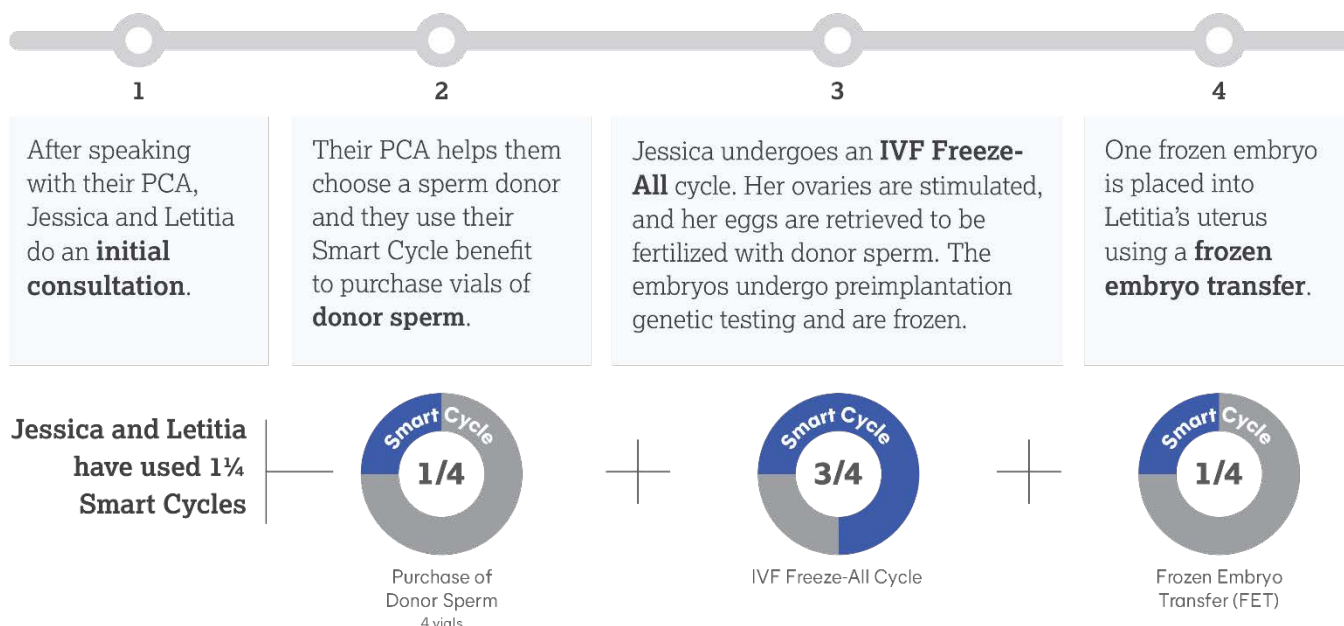 1
2
3
4
After speaking
with their PCA,
Jessica and Letitia
do an initial
consultation.
Their PCA helps them
choose a sperm donor
and they use their
Smart Cycle benefit
to purchase vials of
donor sperm.
Jessica undergoes an IVF Freeze-
All cycle. Her ovaries are stimulated,
and her eggs are retrieved to be
fertilized with donor sperm. The
embryos undergo preimplantation
genetic testing and are frozen.
One frozen embryo
is placed into
Letitia’s uterus
using a frozen
embryo transfer.
Jessica and Letitia
have used 1¼
Smart Cycles
Smart Cycle
1/4
Purchase of
Donor Sperm
4 vials
Smart Cycle
3/4
IVF Freeze-All Cycle
Smart Cycle
1/4
Frozen Embryo
Transfer (FET)